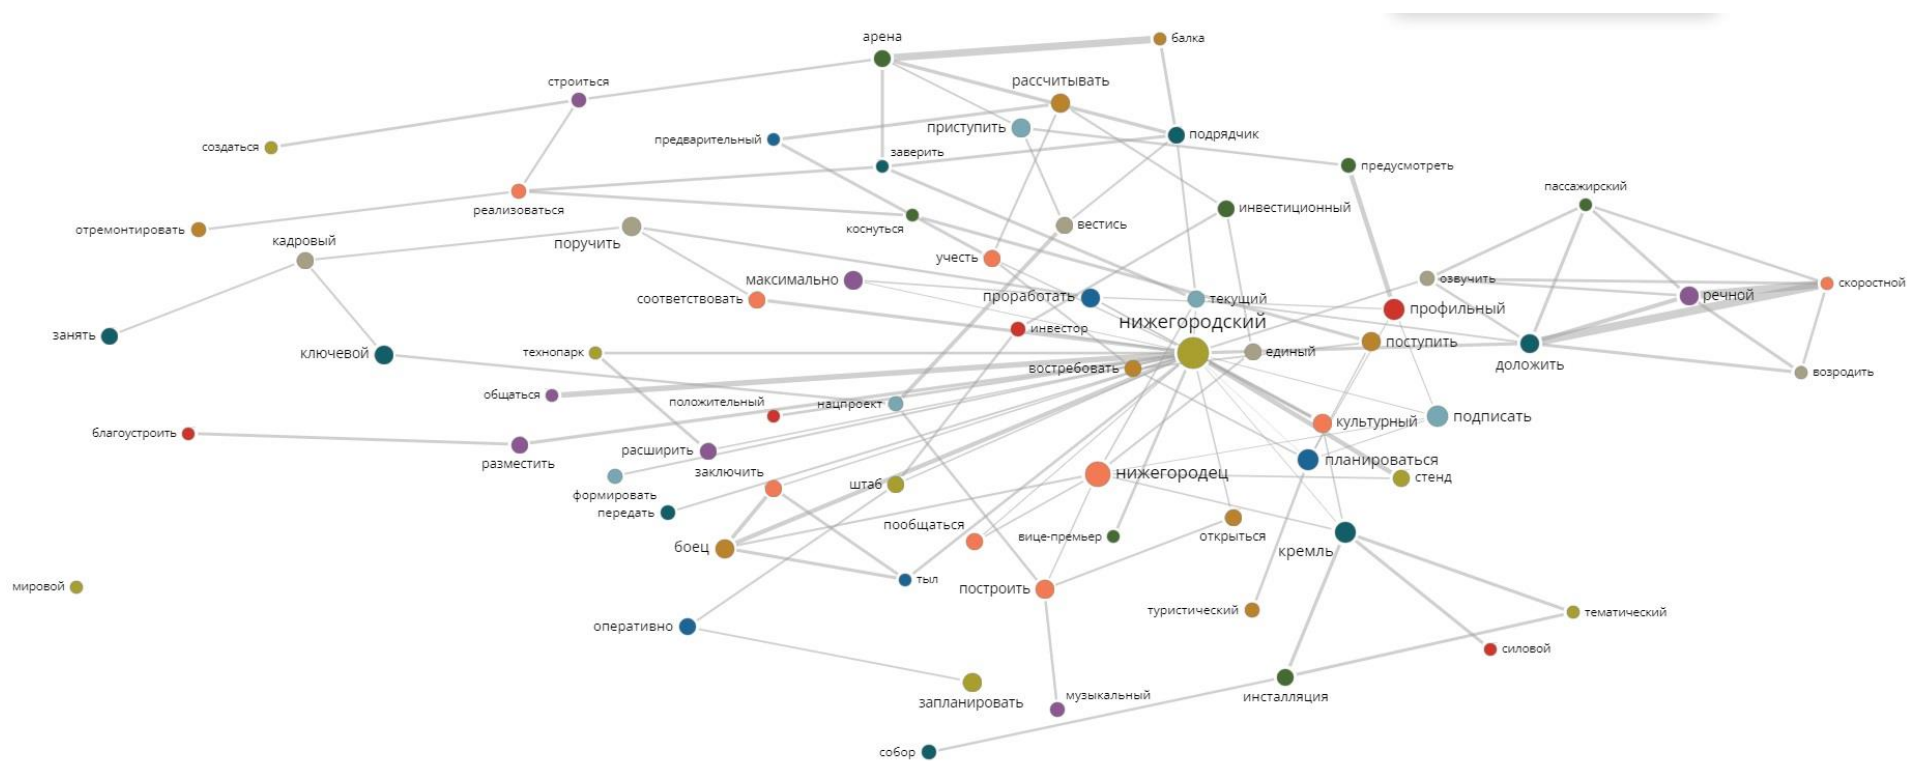 арена
балка
строиться
рассчитывать
приступить
подрядчик
предварительный
создаться
заверить
предусмотреть
пассажирский
реализоваться
инвестиционный
отремонтировать
коснуться
вестись
кадровый
поручить
учесть
максимально
озвучить
скоростной
соответствовать
проработать
текущий
речной
профильный
нижегородский
инвестор
занять
ключевой
технопарк
единый
поступить
доложить
востребовать
возродить
общаться
положительный
нацпроект
подписать
культурный
благоустроить
расширить
разместить
планироваться
заключить
нижегородец
стенд
штаб
формировать
передать
пообщаться
вице-премьер
открыться
боец
кремль
тыл
мировой
построить
туристический
тематический
оперативно
силовой
запланировать
музыкальный
инсталляция
собор